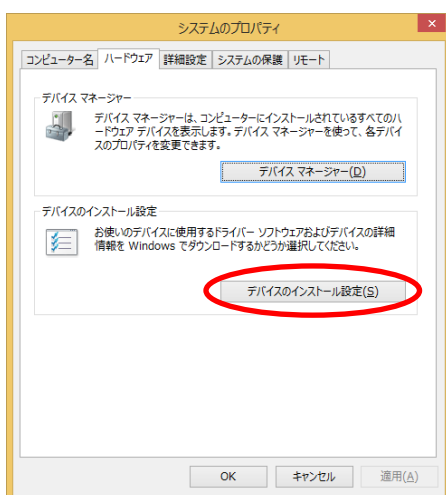 システムのプロパティ
コンピューター名 ハードウェア 詳細設定 システムの保護 リモート
デバイス マネージャー
デバイス マネージャーは、コンピューターにインストールされているすべてのハ
ードウェア デバイスを表示します。デバイス マネージャーを使って、各デバイ
スのプロパティを変更できます。
デバイス マネージャー(D)
デバイスのインストール設定
お使いのデバイスに使用するドライバー ソフトウェアおよびデバイスの詳細
情報を Windows でダウンロードするかどうか選択してください。
デバイスのインストール設定(S)
OK キャンセル 適用(A)